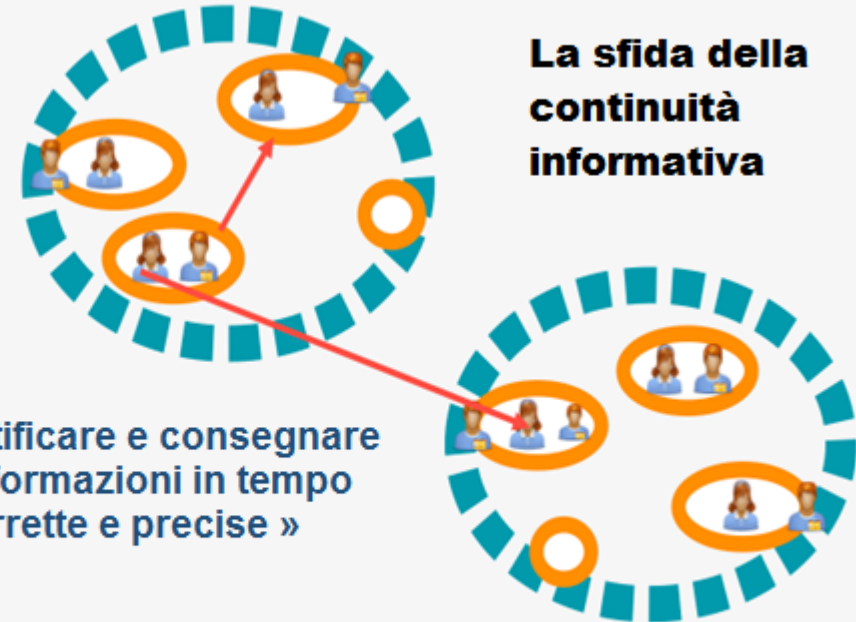 La sfida della
continuità
informativa
tificare e consegnare
formazioni in tempo
rrette e precise »